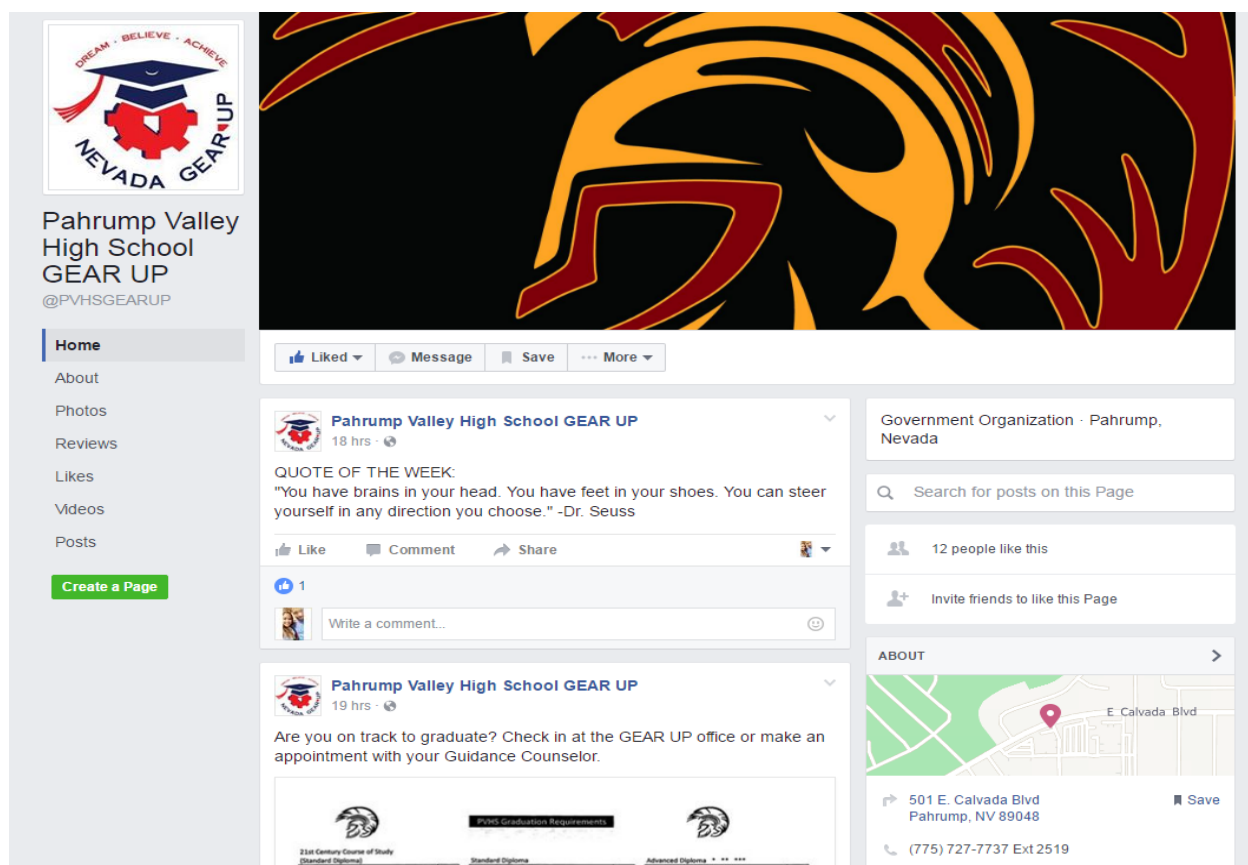 DREAM · BELIEVE · ACHIEVE
NEVADA GEAR UP
Pahrump Valley
High School
GEAR UP
@PVHSGEARUP
Home
About
Photos
Reviews
Likes
Videos
Posts
Create a Page
Liked
Message
Save
More
Pahrump Valley High School GEAR UP
18 hrs ·
QUOTE OF THE WEEK:
"You have brains in your head. You have feet in your shoes. You can steer
yourself in any direction you choose." -Dr. Seuss
Like Comment Share
1
Write a comment...
Pahrump Valley High School GEAR UP
19 hrs ·
Are you on track to graduate? Check in at the GEAR UP office or make an
appointment with your Guidance Counselor.
PVHS Graduation Requirements
21st Century Course of Study
(Standard Diploma)
Standard Diploma
Advanced Diploma * ** ***
Government Organization · Pahrump,
Nevada
Search for posts on this Page
12 people like this
Invite friends to like this Page
ABOUT
E Calvada Blvd
501 E. Calvada Blvd
Pahrump, NV 89048
Save
(775) 727-7737 Ext 2519